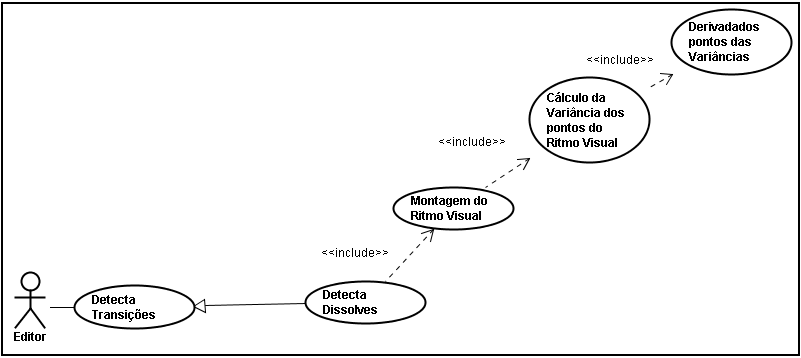 Derivadados
pontos das
Variâncias
<<include>>
Cálculo da
Variância dos
pontos do
Ritmo Visual
<<include>>
Montagem do
Ritmo Visual
<<include>>
Detecta
Dissolves
Detecta
Transições
Editor